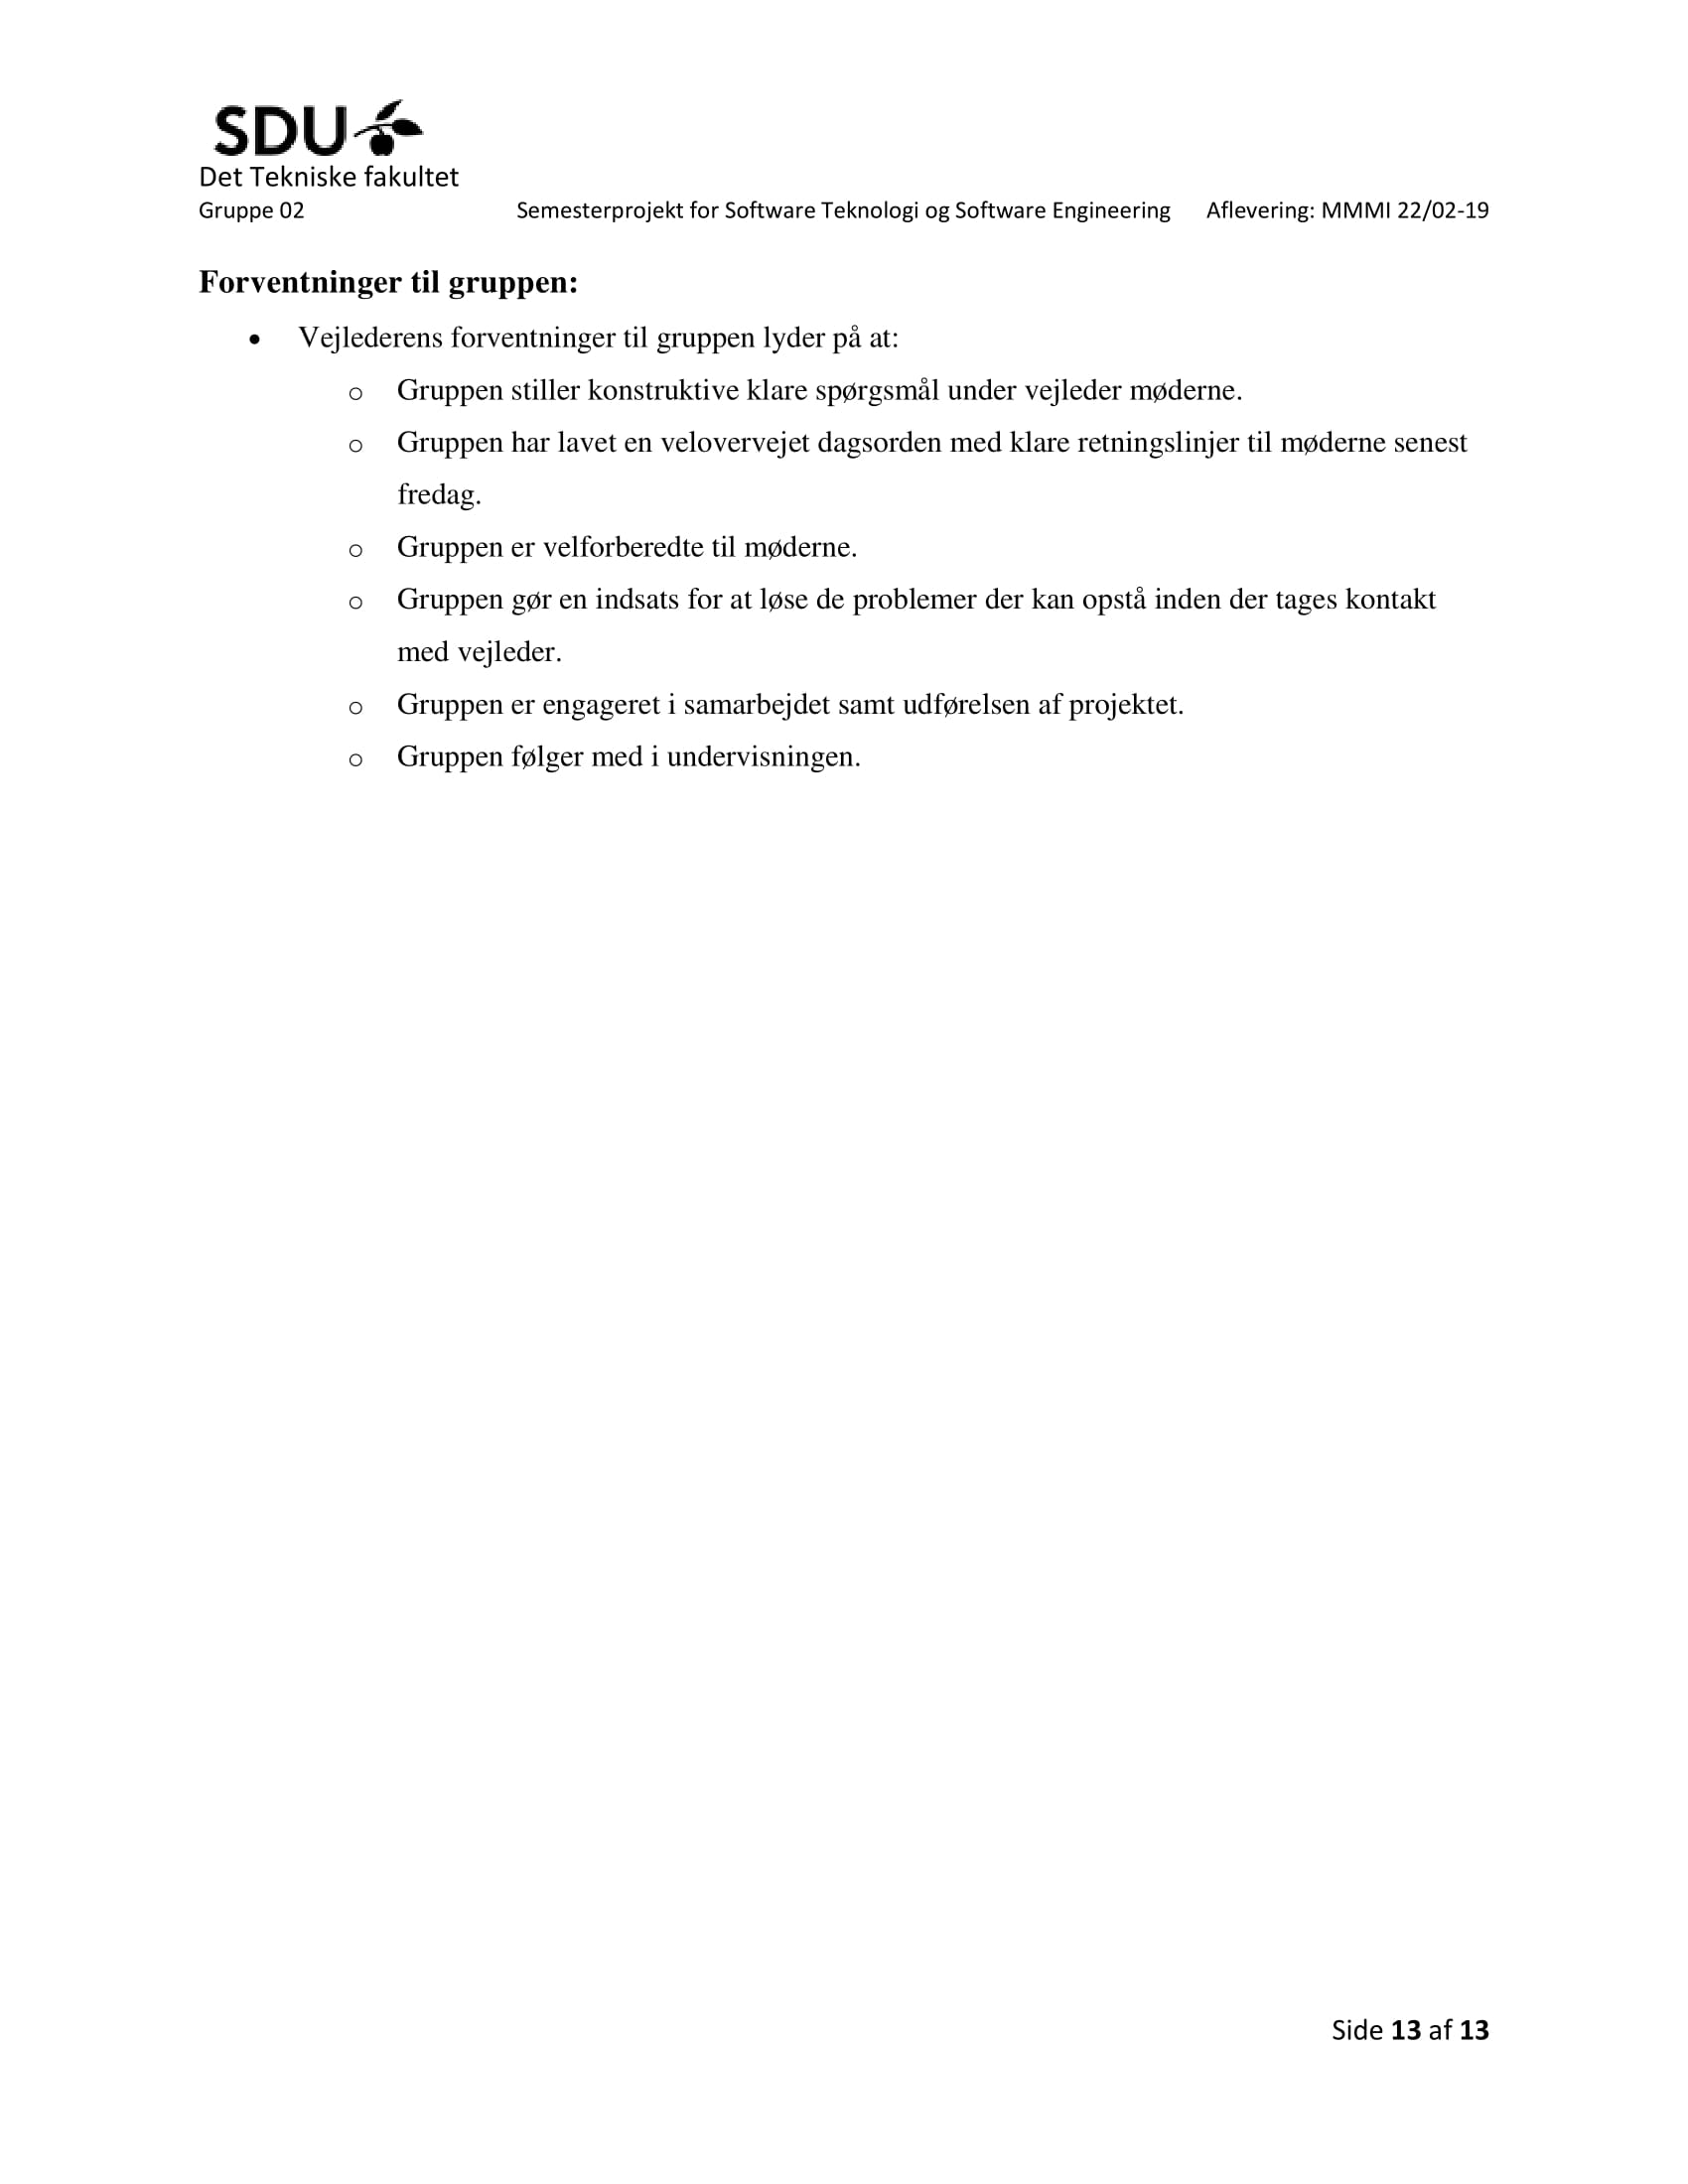 SDU
Det Tekniske fakultet
Gruppe 02 Semesterprojekt for Software Teknologi og Software Engineering Aflevering: MMMI 22/02-19
Forventninger til gruppen:
• Vejlederens forventninger til gruppen lyder på at:
o Gruppen stiller konstruktive klare spørgsmål under vejleder møderne.
o Gruppen har lavet en velovervejet dagsorden med klare retningslinjer til møderne senest
fredag.
o Gruppen er velforberedte til møderne.
o Gruppen gør en indsats for at løse de problemer der kan opstå inden der tages kontakt
med vejleder.
o Gruppen er engageret i samarbejdet samt udførelsen af projektet.
o Gruppen følger med i undervisningen.
Side 13 af 13